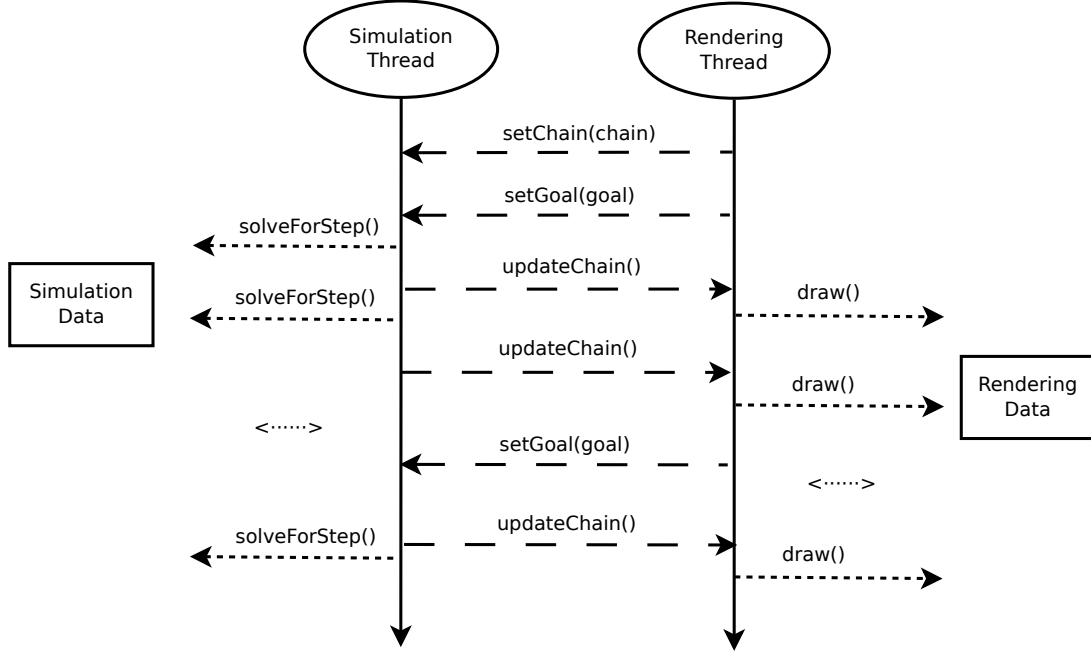 Simulation
Thread
Rendering
Thread
setChain(chain)
setGoal(goal)
solveForStep()
updateChain()
Simulation
Data
solveForStep()
draw()
updateChain()
draw()
Rendering
Data
<······>
setGoal(goal)
<······>
solveForStep()
updateChain()
draw()